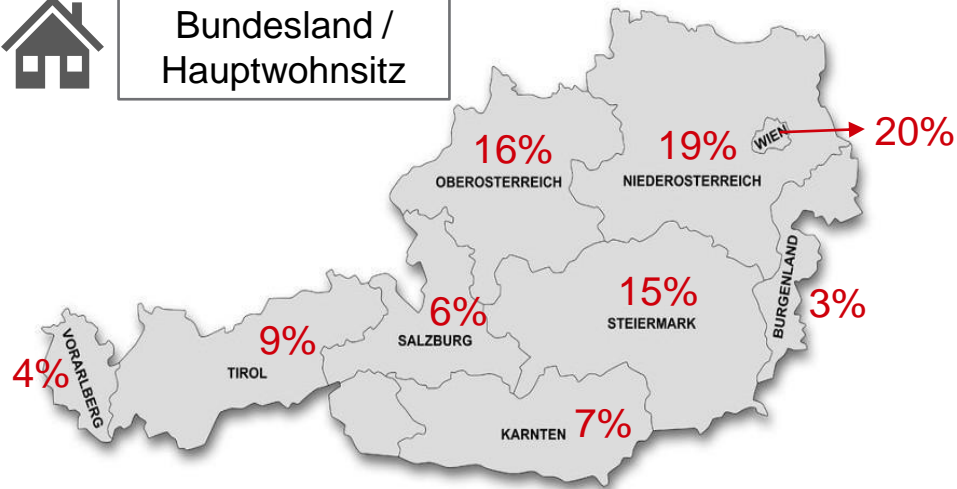 Bundesland /
Hauptwohnsitz
16%
OBEROSTERREICH
19%
NIEDEROSTERREICH
WIEN
20%
BURGENLAND
3%
15%
STEIERMARK
6%
SALZBURG
9%
TIROL
4%
VORARLBERG
KARNTEN 7%